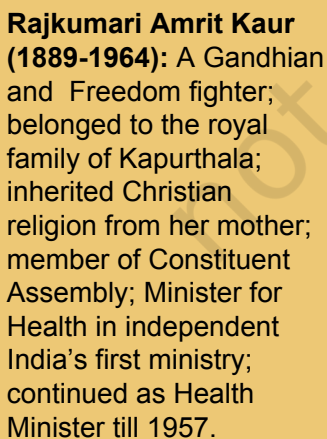 Rajkumari Amrit Kaur
(1889-1964): A Gandhian
and Freedom fighter;
belonged to the royal
family of Kapurthala;
inherited Christian
religion from her mother;
member of Constituent
Assembly; Minister for
Health in independent
India’s first ministry;
continued as Health
Minister till 1957.
not